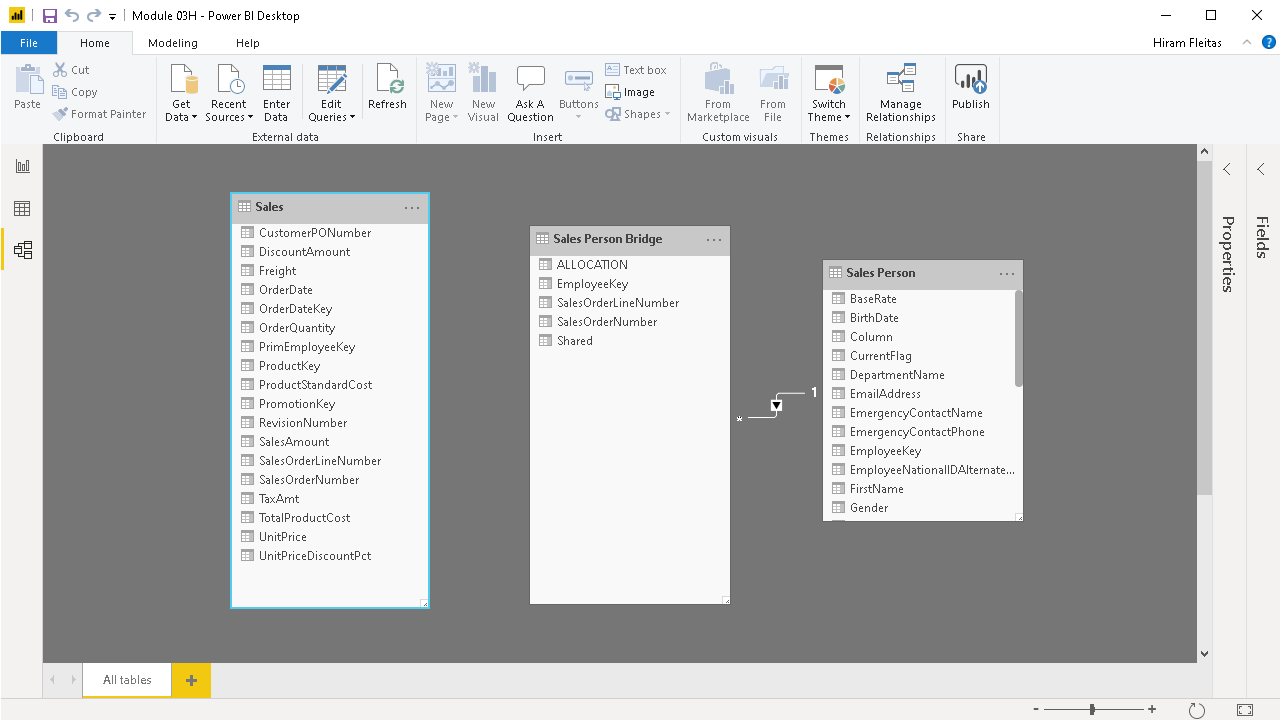 Module 03H - Power BI Desktop
File Home Modeling Help Hiram Fleitas ?
Paste
Cut
Copy
Format Painter
Clipboard
Get Data
Recent Sources
Enter Data
Edit Queries
Refresh
External data
New Page
New Visual
Ask A Question
Buttons
Text box
Image
Shapes
Insert
From Marketplace
From File
Custom visuals
Switch Theme
Themes
Manage Relationships
Relationships
Publish
Share
Sales ...
CustomerPONumber
DiscountAmount
Freight
OrderDate
OrderDateKey
OrderQuantity
PrimEmployeeKey
ProductKey
ProductStandardCost
PromotionKey
RevisionNumber
SalesAmount
SalesOrderLineNumber
SalesOrderNumber
TaxAmt
TotalProductCost
UnitPrice
UnitPriceDiscountPct
Sales Person Bridge ...
ALLOCATION
EmployeeKey
SalesOrderLineNumber
SalesOrderNumber
Shared
*
1
Sales Person ...
BaseRate
BirthDate
Column
CurrentFlag
DepartmentName
EmailAddress
EmergencyContactName
EmergencyContactPhone
EmployeeKey
EmployeeNationalIDAlternate...
FirstName
Gender
Properties
Fields
All tables +
- +